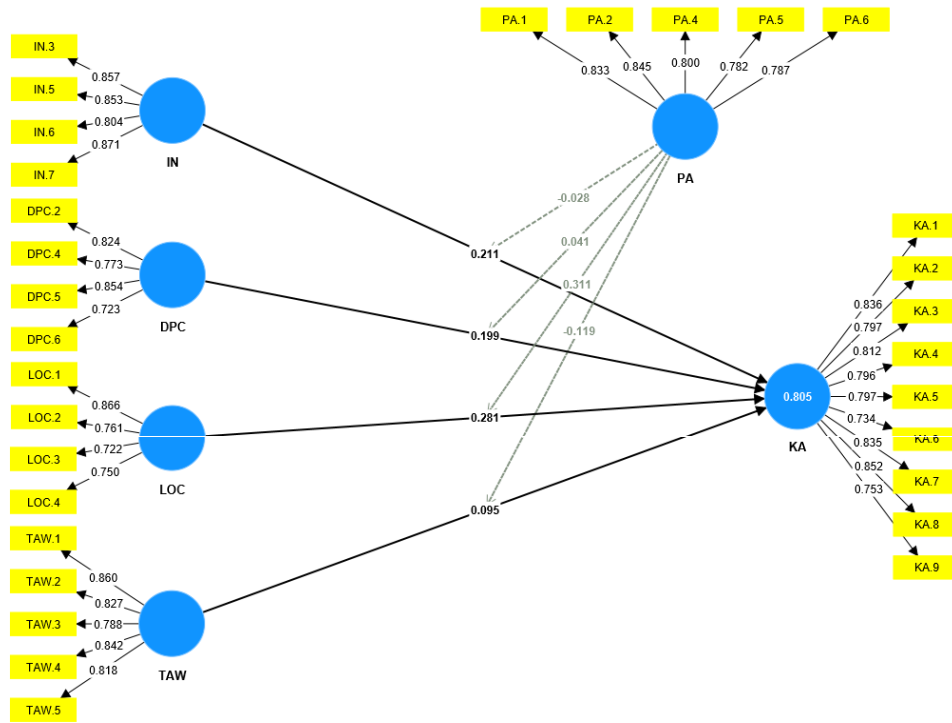 PA.1 PA.2 PA.4 PA.5 PA.6
0.833 0.845 0.800 0.782 0.787
PA
IN.3
IN.5
IN.6
IN.7
0.857
0.853
0.804
0.871
IN
DPC.2
DPC.4
DPC.5
DPC.6
0.824
0.773
0.854
0.723
DPC
LOC.1
LOC.2
LOC.3
LOC.4
0.866
0.761
0.722
0.750
LOC
TAW.1
TAW.2
TAW.3
TAW.4
TAW.5
0.860
0.827
0.788
0.842
0.818
TAW
-0.028
0.041
0.311
-0.119
0.211
0.199
0.281
0.095
0.805
KA
0.836
0.797
0.812
0.796
0.797
0.734
0.835
0.852
0.753
KA.1
KA.2
KA.3
KA.4
KA.5
KA.6
KA.7
KA.8
KA.9